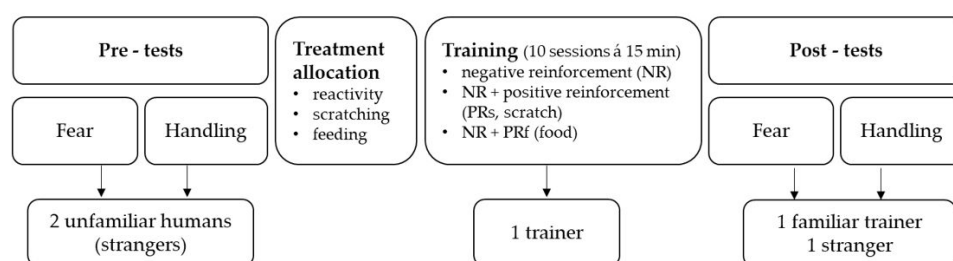 Pre - tests
Fear
Handling
2 unfamiliar humans
(strangers)
Treatment
allocation
• reactivity
• scratching
• feeding
Training (10 sessions á 15 min)
• negative reinforcement (NR)
• NR + positive reinforcement
(PRs, scratch)
• NR + PRf (food)
1 trainer
Post - tests
Fear
Handling
1 familiar trainer
1 stranger